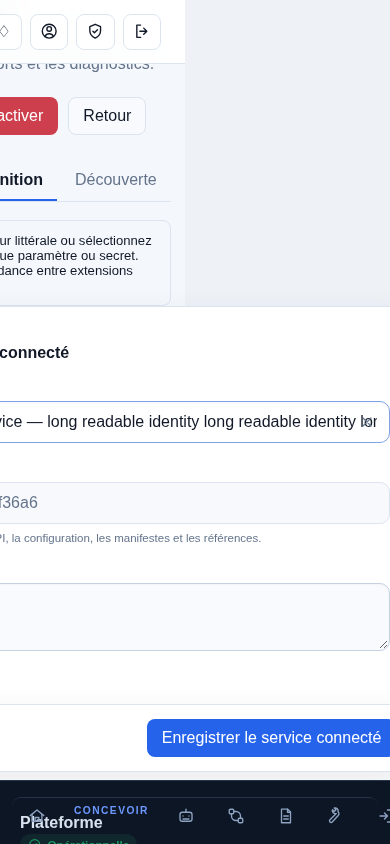 orts et les diagnostics.
activer
Retour
nition
Découverte
ur littérale ou sélectionnez
ue paramètre ou secret.
dance entre extensions
connecté
vice — long readable identity long readable identity
f36a6
PI, la configuration, les manifestes et les références.
Enregistrer le service connecté
CONCEVOIR
Plateforme
Opérationnelle